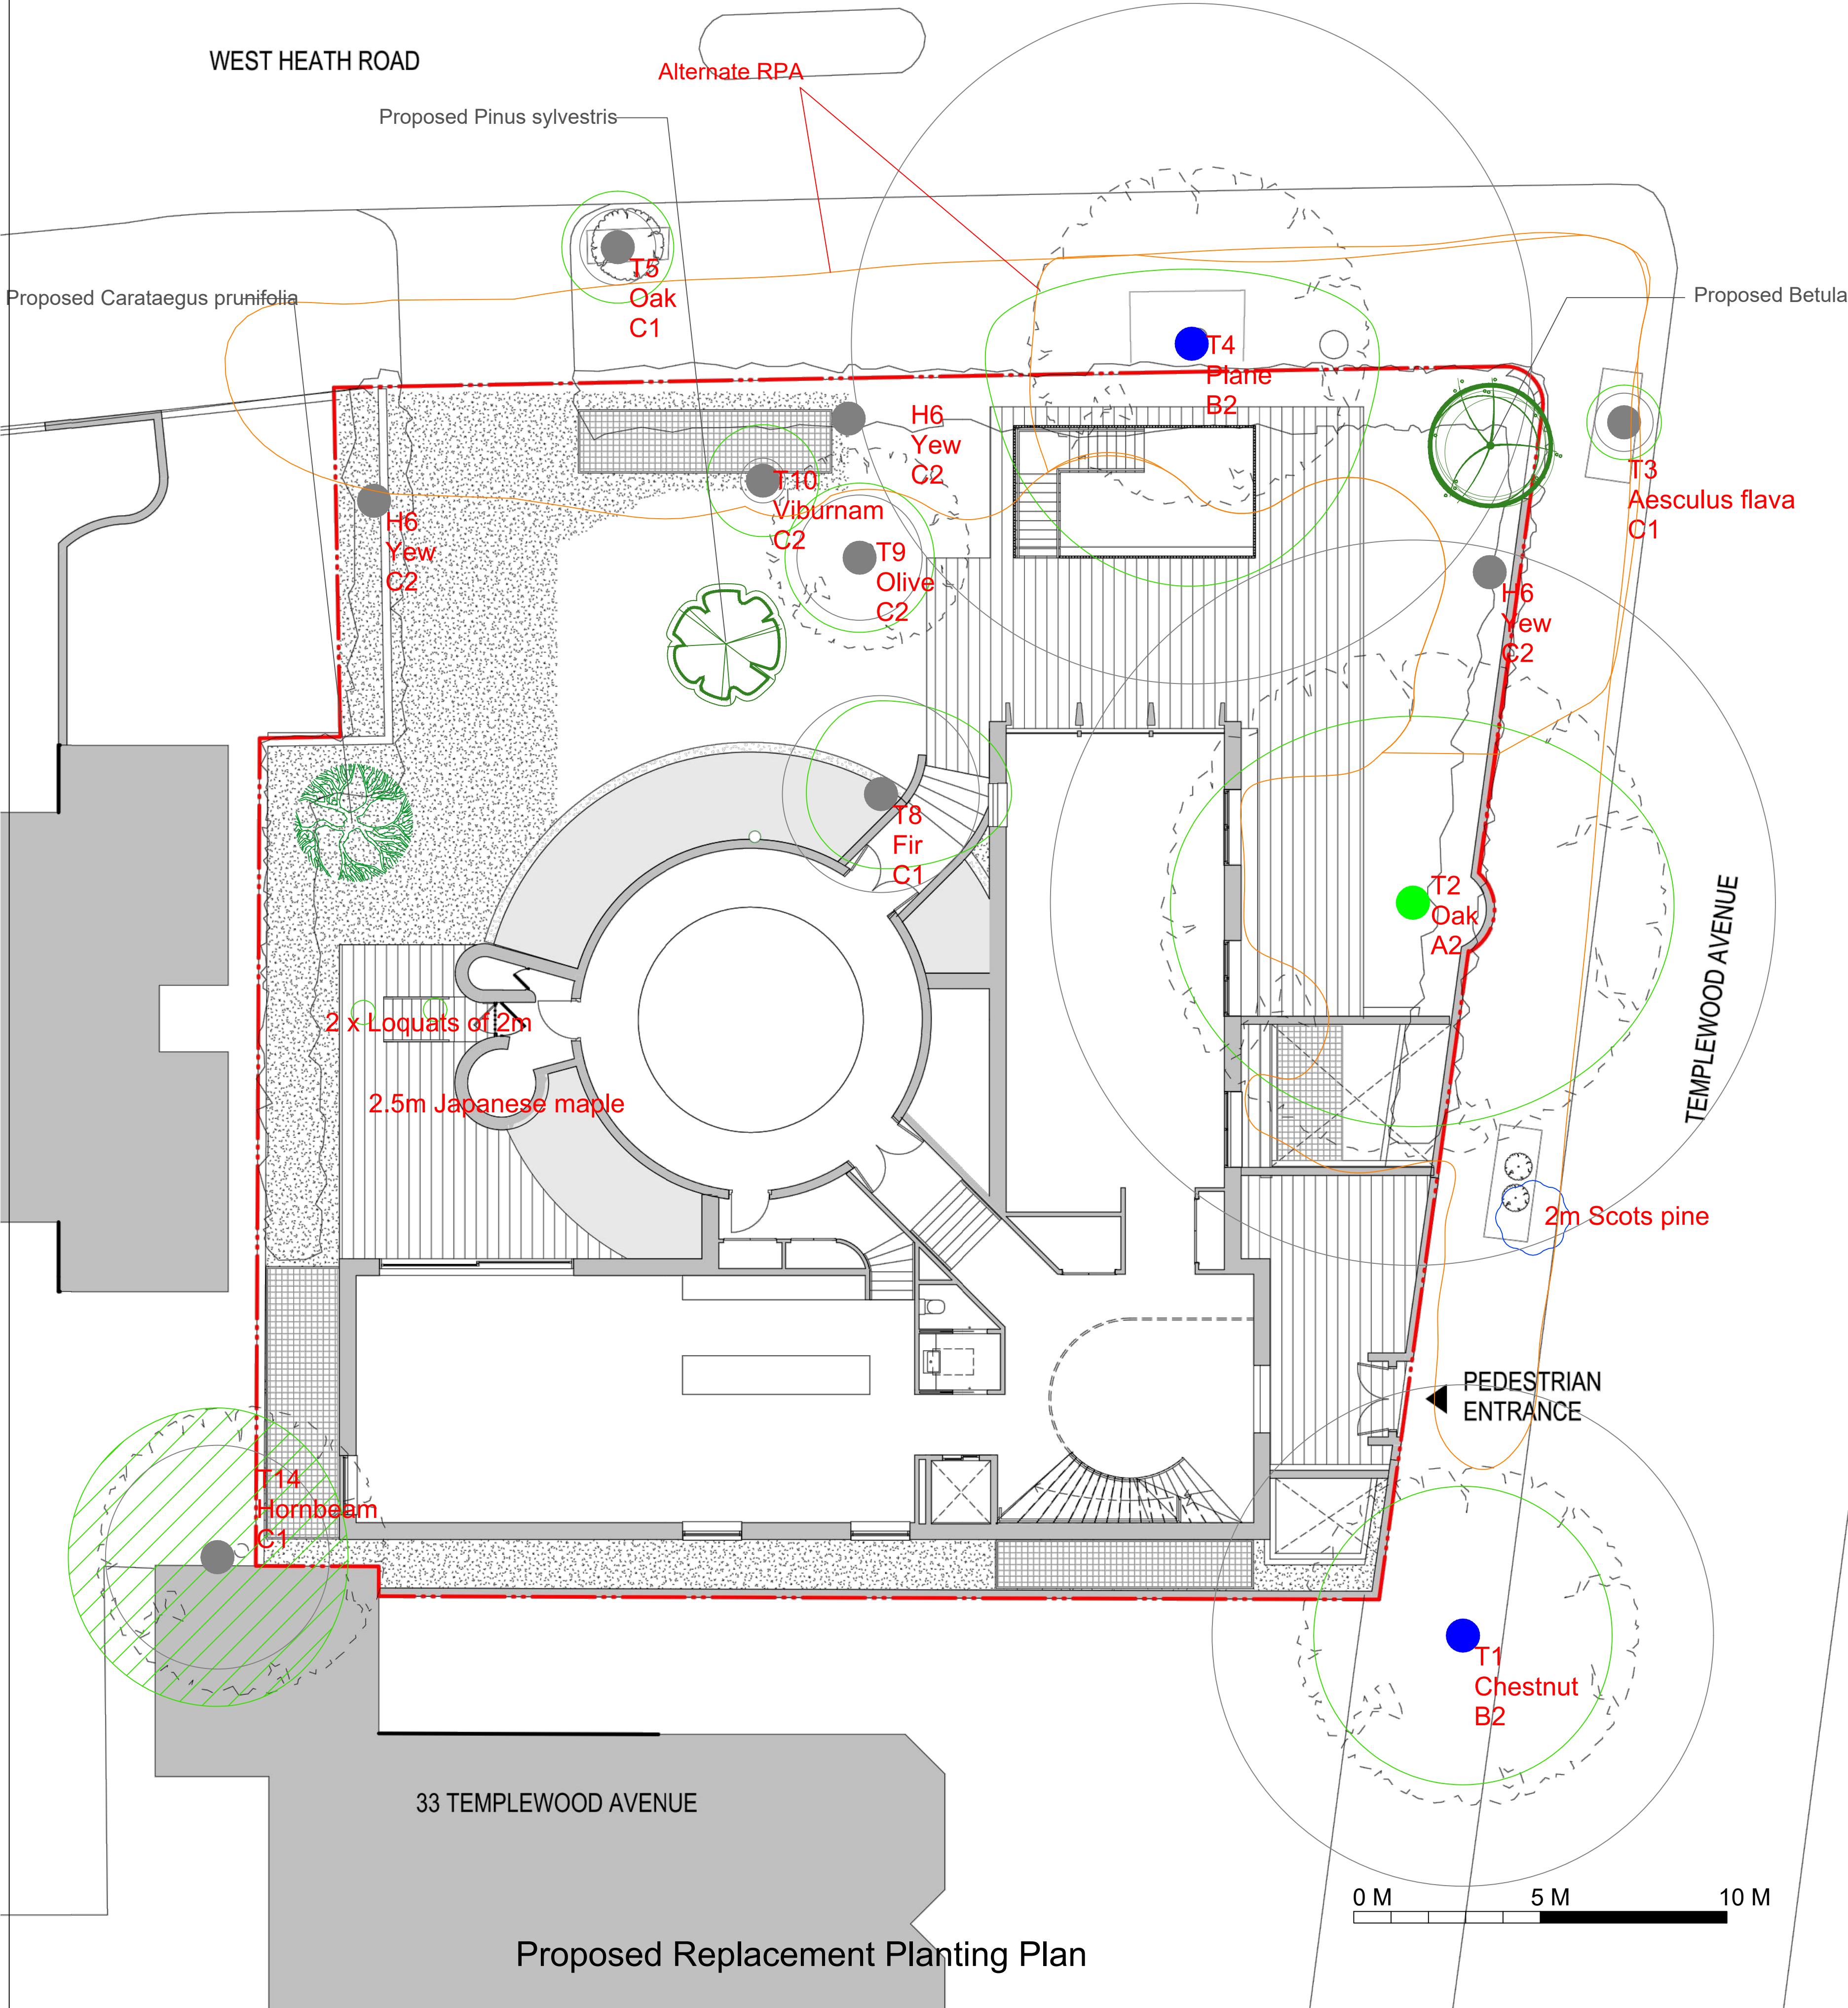 WEST HEATH ROAD
Alternate RPA
Proposed Pinus sylvestris
T5
Oak
C1
Proposed Carataegus prunifolia
Proposed Betula
T4
Plane
B2
H6
Yew
C2
T3
Aesculus flava
C1
T10
Viburnam
C2
H6
Yew
C2
T9
Olive
C2
H6
Yew
C2
T8
Fir
C1
T2
Oak
A2
TEMPLEWOOD AVENUE
2 x Loquats of 2m
2.5m Japanese maple
2m Scots pine
PEDESTRIAN
ENTRANCE
T14
Hornbeam
C1
T1
Chestnut
B2
33 TEMPLEWOOD AVENUE
0 M 5 M 10 M
Proposed Replacement Planting Plan